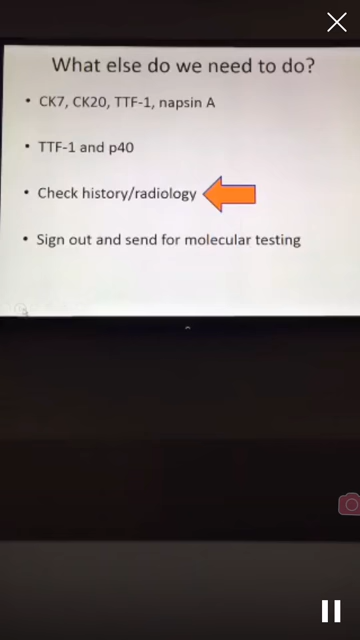 What else do we need to do?
• CK7, CK20, TTF-1, napsin A
• TTF-1 and p40
• Check history/radiology
• Sign out and send for molecular testing